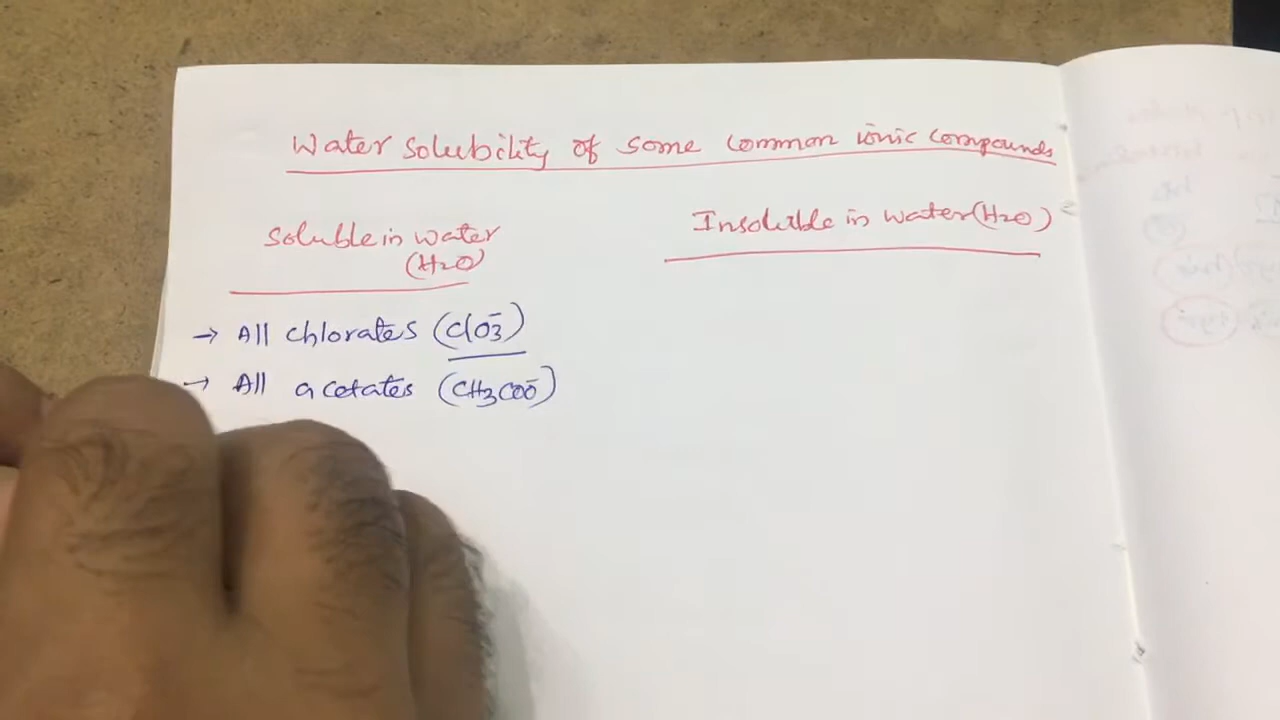 Water solubility of some common ionic compounds
Soluble in water
(H2O)
Insoluble in water (H2O)
→ All chlorates (ClO3⁻)
→ All acetates (CH3COO⁻)